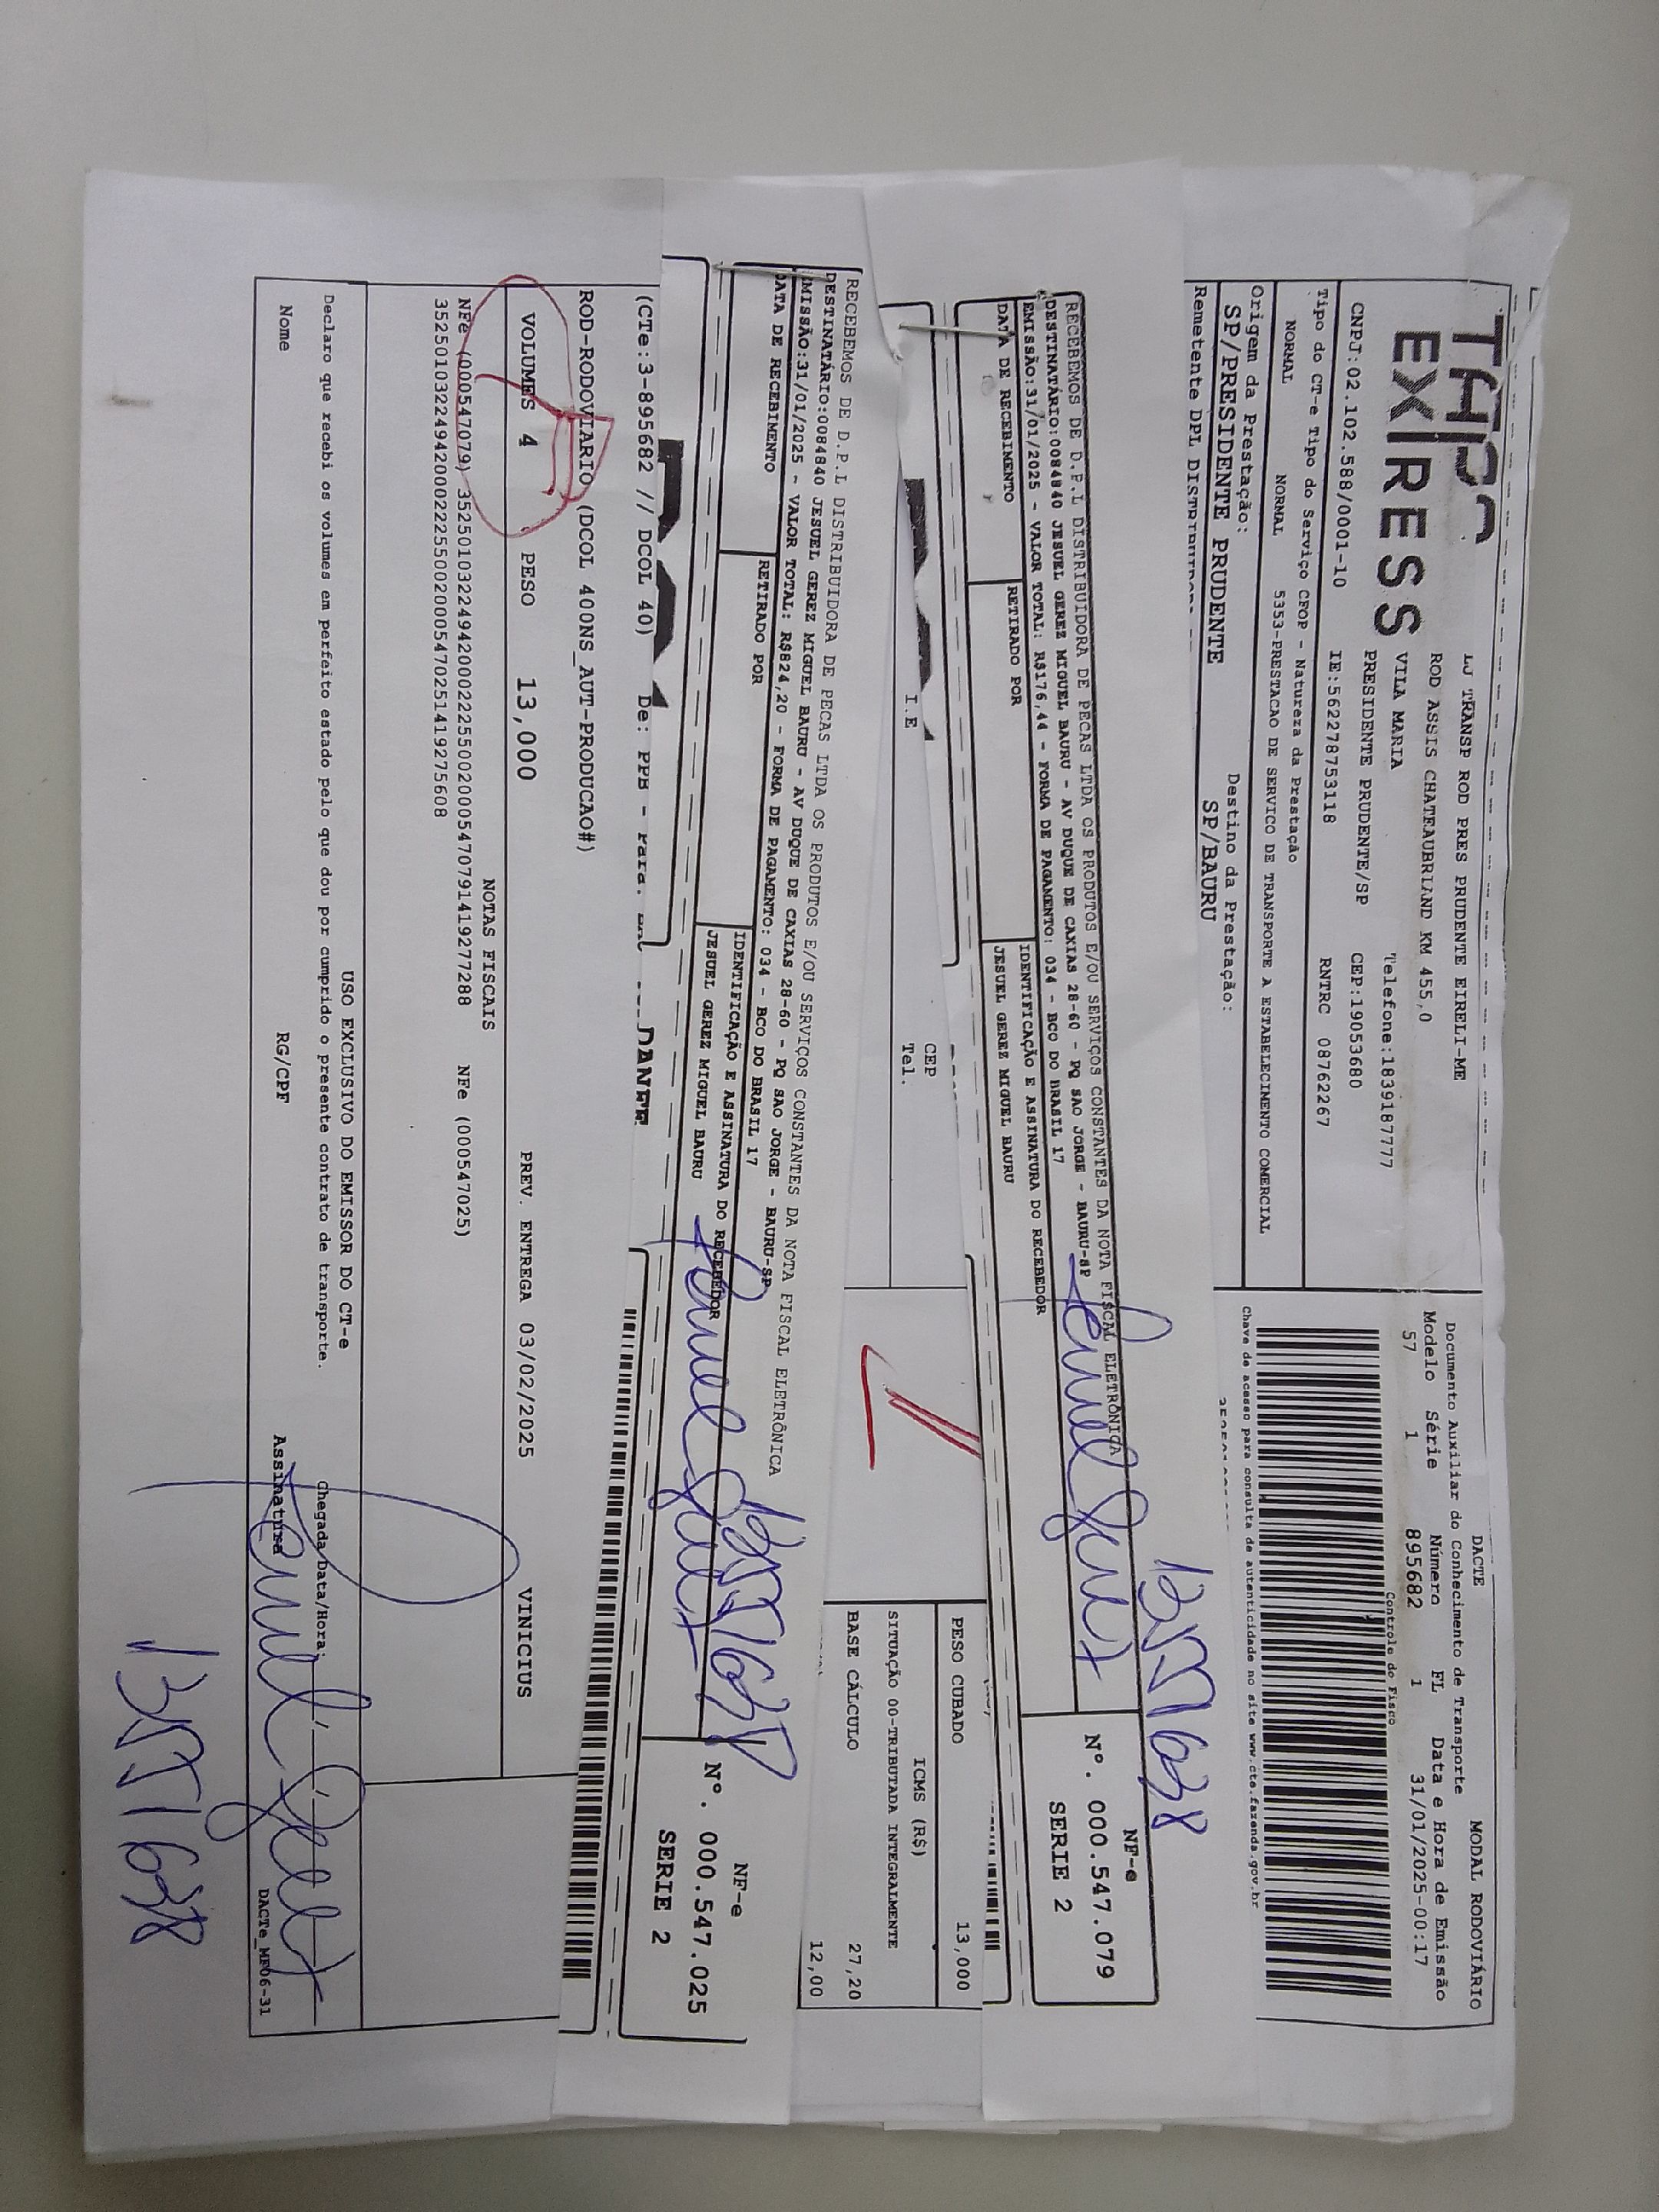 EXPRESS
LJ TRANSP ROD PRES PRUDENTE EIRELI-ME
ROD ASSIS CHATEAUBRIAND KM 455,0
VILA MARIA Telefone:1839187777
PRESIDENTE PRUDENTE/SP CEP:19053680
CNPJ:02.102.588/0001-10 IE:562278753118 RNTRC 08762267
Tipo do CT-e Tipo do Serviço CFOP - Natureza da Prestação
NORMAL NORMAL 5353-PRESTACAO DE SERVICO DE TRANSPORTE A ESTABELECIMENTO COMERCIAL
Origem da Prestação: Destino da Prestação:
SP/PRESIDENTE PRUDENTE SP/BAURU
Remetente DPL
DACTE MODAL RODOVIÁRIO
Documento Auxiliar do Conhecimento de Transporte
Modelo Série Número FL Data e Hora de Emissão
57 1 895682 1 31/01/2025-00:17
Controle do Fisco
Chave de acesso para consulta de autenticidade no site www.cte.fazenda.gov.br
RECEBEMOS DE D.P.L DISTRIBUIDORA DE PECAS LTDA OS PRODUTOS E/OU SERVIÇOS CONSTANTES DA NOTA FISCAL ELETRÔNICA
DESTINATÁRIO:0084840 JESUEL GEREZ MIGUEL BAURU - AV DUQUE DE CAXIAS 28-60 - PQ SAO JORGE - BAURU-SP
EMISSÃO:31/01/2025 - VALOR TOTAL: R$176,44 - FORMA DE PAGAMENTO: 034 - BCO DO BRASIL 17
DATA DE RECEBIMENTO RETIRADO POR IDENTIFICAÇÃO E ASSINATURA DO RECEBEDOR
JESUEL GEREZ MIGUEL BAURU
NF-e
Nº. 000.547.079
SERIE 2
I.E CEP
Tel.
PESO CUBADO 13,000
ICMS (R$)
SITUAÇÃO 00-TRIBUTADA INTEGRALMENTE
BASE CÁLCULO 27,20
12,00
RECEBEMOS DE D.P.L DISTRIBUIDORA DE PECAS LTDA OS PRODUTOS E/OU SERVIÇOS CONSTANTES DA NOTA FISCAL ELETRÔNICA
DESTINATÁRIO:0084840 JESUEL GEREZ MIGUEL BAURU - AV DUQUE DE CAXIAS 28-60 - PQ SAO JORGE - BAURU-SP
EMISSÃO:31/01/2025 - VALOR TOTAL: R$824,20 - FORMA DE PAGAMENTO: 034 - BCO DO BRASIL 17
DATA DE RECEBIMENTO RETIRADO POR IDENTIFICAÇÃO E ASSINATURA DO RECEBEDOR
JESUEL GEREZ MIGUEL BAURU
NF-e
Nº. 000.547.025
SERIE 2
DANFE
(CTe:3-895682 // DCOL 40) De: PPB - Para:
ROD-RODOVIARIO (DCOL 400NS_AUT-PRODUCAO#)
VOLUMES 4 PESO 13,000 PREV. ENTREGA 03/02/2025 VINICIUS
NOTAS FISCAIS
NFe (000547079) 35250103224942000222550020005470791419277288 NFe (000547025)
35250103224942000222550020005470251419275608
USO EXCLUSIVO DO EMISSOR DO CT-e
Declaro que recebi os volumes em perfeito estado pelo que dou por cumprido o presente contrato de transporte. Chegada Data/Hora:
Nome RG/CPF Assinatura
DACTe_MF06-31